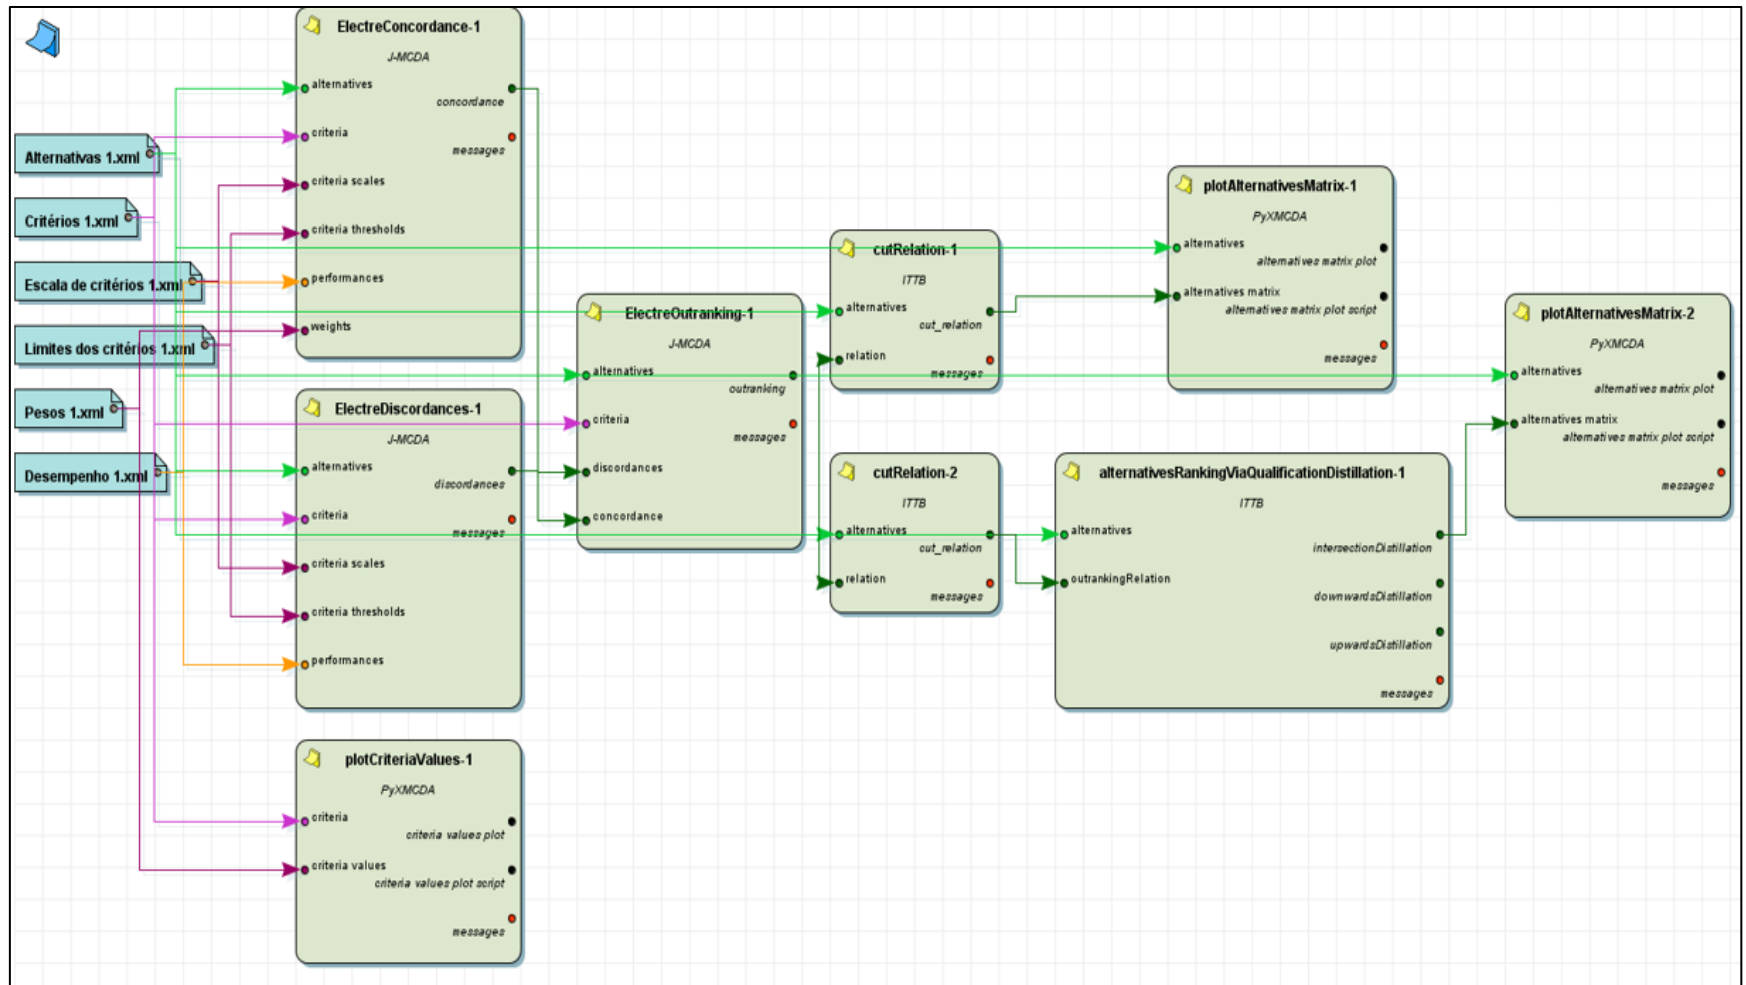 Alternativas 1.xml
Critérios 1.xml
Escala de critérios 1.xml
Limites dos critérios 1.xml
Pesos 1.xml
Desempenho 1.xml
ElectreConcordance-1
J-MCDA
alternatives
concordance
criteria
messages
criteria scales
criteria thresholds
performances
weights
ElectreDiscordances-1
J-MCDA
alternatives
discordances
criteria
messages
criteria scales
criteria thresholds
performances
plotCriteriaValues-1
PyXMCDA
criteria
criteria values plot
criteria values
criteria values plot script
messages
ElectreOutranking-1
J-MCDA
alternatives
outranking
criteria
messages
discordances
concordance
cutRelation-1
ITTB
alternatives
cut_relation
relation
messages
cutRelation-2
ITTB
alternatives
cut_relation
relation
messages
plotAlternativesMatrix-1
PyXMCDA
alternatives
alternatives matrix plot
alternatives matrix
alternatives matrix plot script
messages
alternativesRankingViaQualificationDistillation-1
ITTB
alternatives
intersectionDistillation
outrankingRelation
downwardsDistillation
upwardsDistillation
messages
plotAlternativesMatrix-2
PyXMCDA
alternatives
alternatives matrix plot
alternatives matrix
alternatives matrix plot script
messages